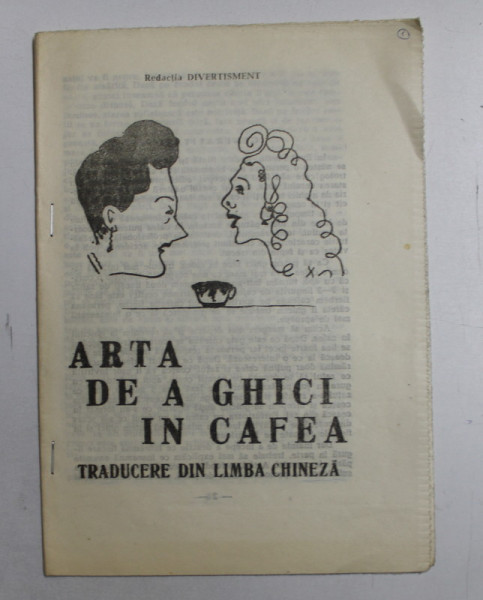 Redacția DIVERTISMENT
ARTA
DE A GHICI
IN CAFEA
TRADUCERE DIN LIMBA CHINEZĂ